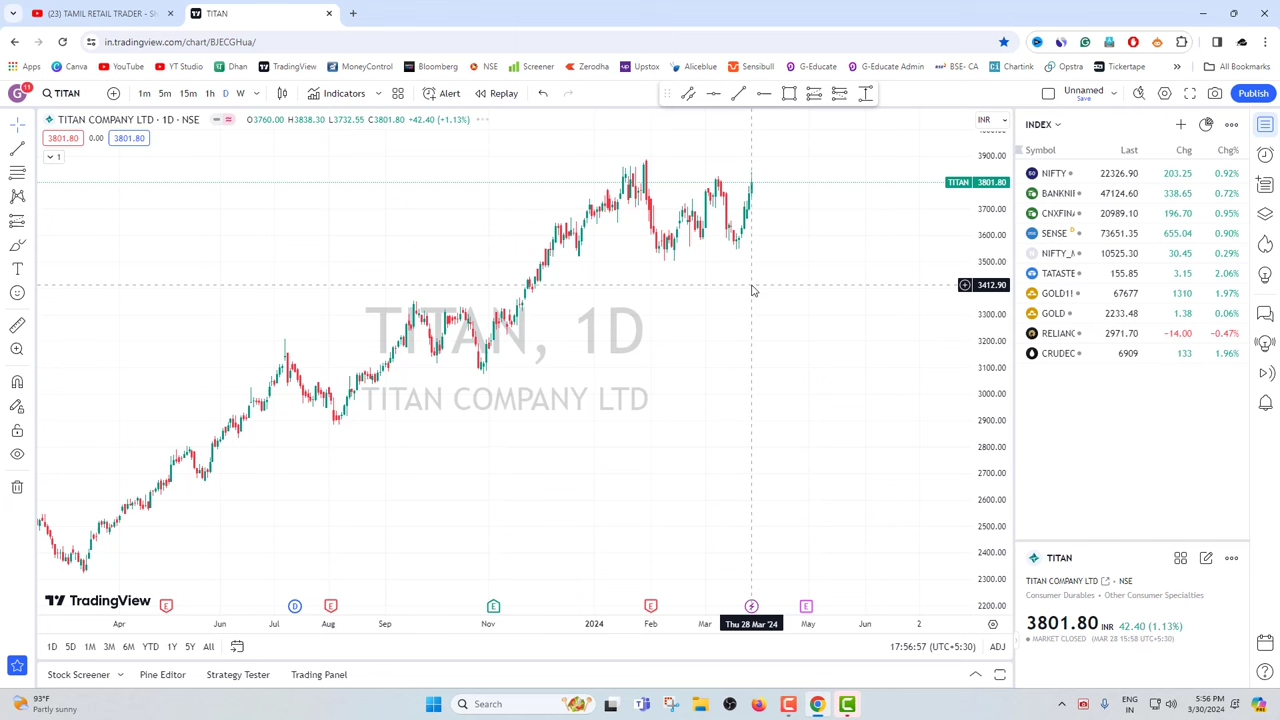 (23) TAMIL RETAIL TRADER - S
TITAN
in.tradingview.com/chart/BJECGHua/
Apps Canva YouTube YT Studio Dhan TradingView MoneyControl Bloomberg NSE Screener Zerodha Upstox Aliceblue Sensibull G-Educate G-Educate Admin BSE- CA Chartink Opstra Tickertape All Bookmarks
G 11 TITAN 1m 5m 15m 1h D W Indicators Alert Replay Unnamed Save Publish
TITAN COMPANY LTD · 1D · NSE O3760.00 H3838.30 L3732.55 C3801.80 +42.40 (+1.13%)
INR
3801.80 0.00 3801.80
1
3900.00
TITAN 3801.80
3700.00
3600.00
3500.00
3412.90
3300.00
3200.00
3100.00
3000.00
2900.00
2800.00
2700.00
2600.00
2500.00
2400.00
2300.00
2200.00
TITAN, 1D
TITAN COMPANY LTD
TradingView
E D E E E E
Apr Jun Jul Aug Nov 2024 Feb Mar Thu 28 Mar '24 May Jun 2
1D 5D 1M 3M 6M YTD 1Y 5Y All
17:56:57 (UTC+5:30) ADJ
Stock Screener Pine Editor Strategy Tester Trading Panel
INDEX
Symbol Last Chg Chg%
NIFTY 22326.90 203.25 0.92%
BANKNIF 47124.60 338.65 0.72%
CNXFIN 20989.10 196.70 0.95%
SENSE D 73651.35 655.04 0.90%
NIFTY_M 10525.30 30.45 0.29%
TATASTE 155.85 3.15 2.06%
GOLD1! 67677 1310 1.97%
GOLD 2233.48 1.38 0.06%
RELIANC 2971.70 −14.00 −0.47%
CRUDEC 6909 133 1.96%
TITAN
TITAN COMPANY LTD · NSE
Consumer Durables · Other Consumer Specialties
3801.80 INR 42.40 (1.13%)
MARKET CLOSED (MAR 28 15:58 UTC+5:30)
93°F
Partly sunny
Search
ENG
IN
5:56 PM
3/30/2024